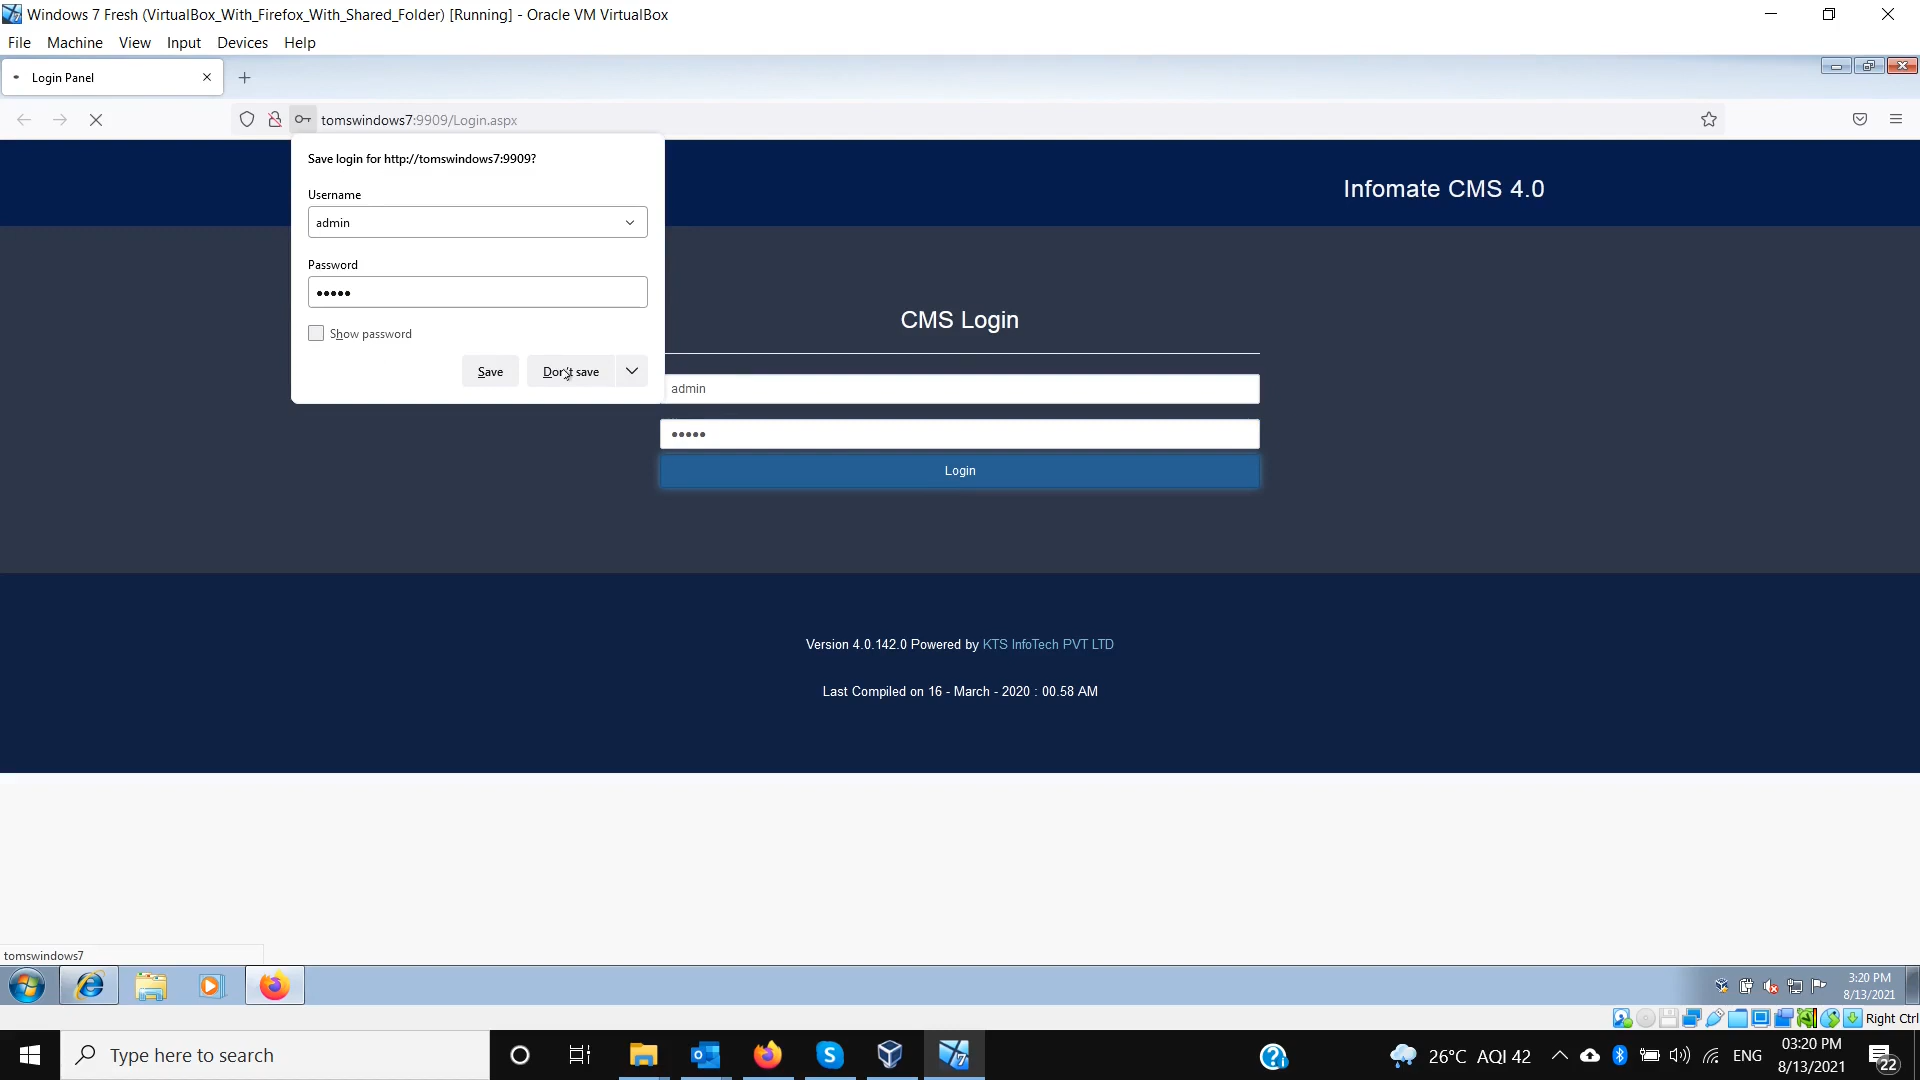 Windows 7 Fresh (VirtualBox_With_Firefox_With_Shared_Folder) [Running] - Oracle VM VirtualBox
File Machine View Input Devices Help
Login Panel
tomswindows7:9909/Login.aspx
Save login for http://tomswindows7:9909?
Username
admin
Password
•••••
Show password
Save Don't save
Infomate CMS 4.0
CMS Login
admin
•••••
Login
Version 4.0.142.0 Powered by KTS InfoTech PVT LTD
Last Compiled on 16 - March - 2020 : 00.58 AM
tomswindows7
3:20 PM
8/13/2021
Right Ctrl
Type here to search
26°C AQI 42
ENG
03:20 PM
8/13/2021
22